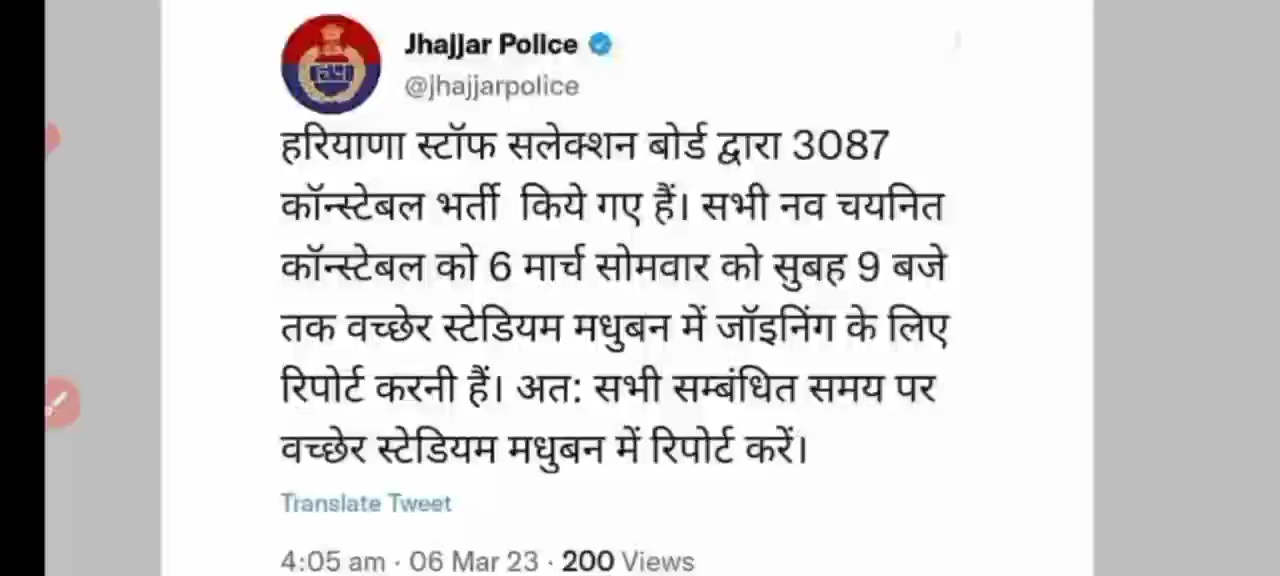 Jhajjar Police
@jhajjarpolice
हरियाणा स्टॉफ सलेक्शन बोर्ड द्वारा 3087
कॉन्स्टेबल भर्ती किये गए हैं। सभी नव चयनित
कॉन्स्टेबल को 6 मार्च सोमवार को सुबह 9 बजे
तक वच्छेर स्टेडियम मधुबन में जॉइनिंग के लिए
रिपोर्ट करनी हैं। अत: सभी सम्बंधित समय पर
वच्छेर स्टेडियम मधुबन में रिपोर्ट करें।
Translate Tweet
4:05 am · 06 Mar 23 · 200 Views